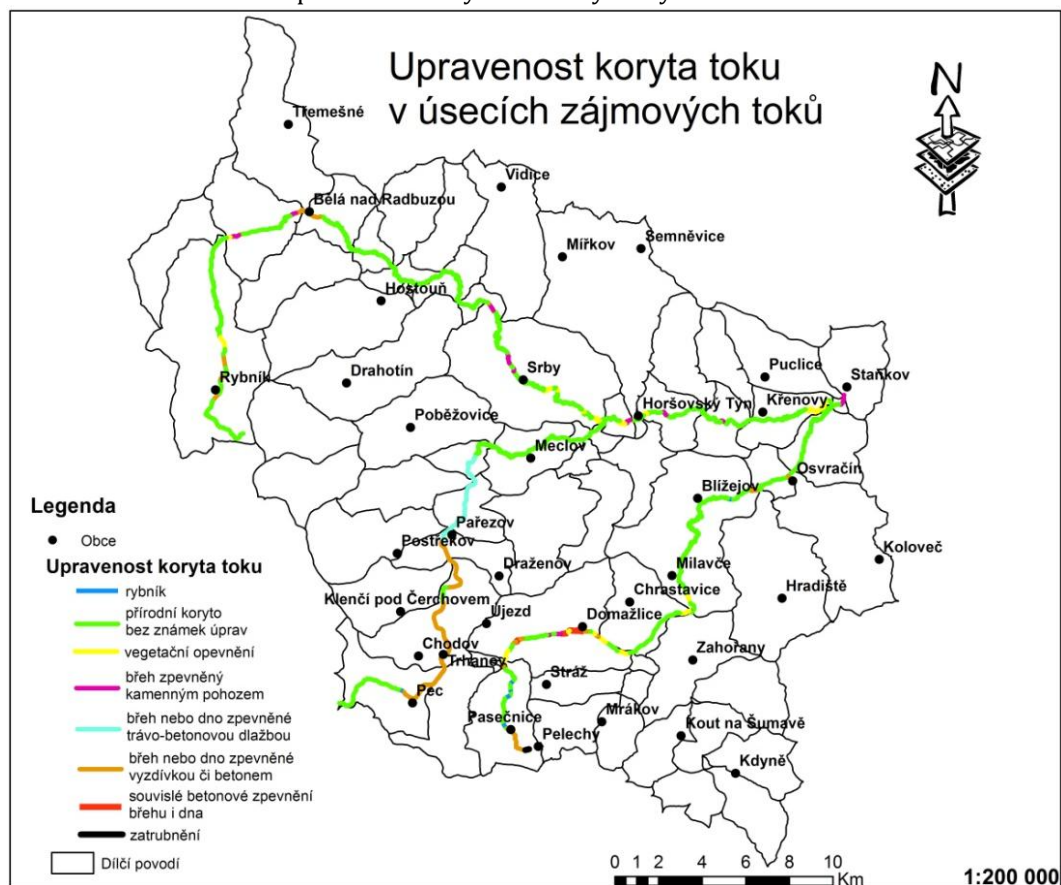 Upravenost koryta toku
v úsecích zájmových toků
N
Třemešné
Vidice
Bělá nad Radbuzou
Semněvice
Mířkov
Hostouň
Puclice
Staňkov
Srby
Rybník
Drahotín
Křenovy
Horšovský Týn
Poběžovice
Meclov
Osvračín
Blížejov
Pařezov
Postřekov
Koloveč
Draženov
Milavče
Hradiště
Chrastavice
Klenčí pod Čerchovem
Újezd
Domažlice
Chodov
Trhanov
Zahořany
Stráž
Pec
Mrákov
Pasečnice
Kout na Šumavě
Pelechy
Kdyně
Legenda
Obce
Upravenost koryta toku
rybník
přírodní koryto
bez známek úprav
vegetační opevnění
břeh zpevněný
kamenným pohozem
břeh nebo dno zpevněné
trávo-betonovou dlažbou
břeh nebo dno zpevněné
vyzdívkou či betonem
souvislé betonové zpevnění
břehu i dna
zatrubnění
Dílčí povodí
0 1 2 4 6 8 10
Km
1:200 000